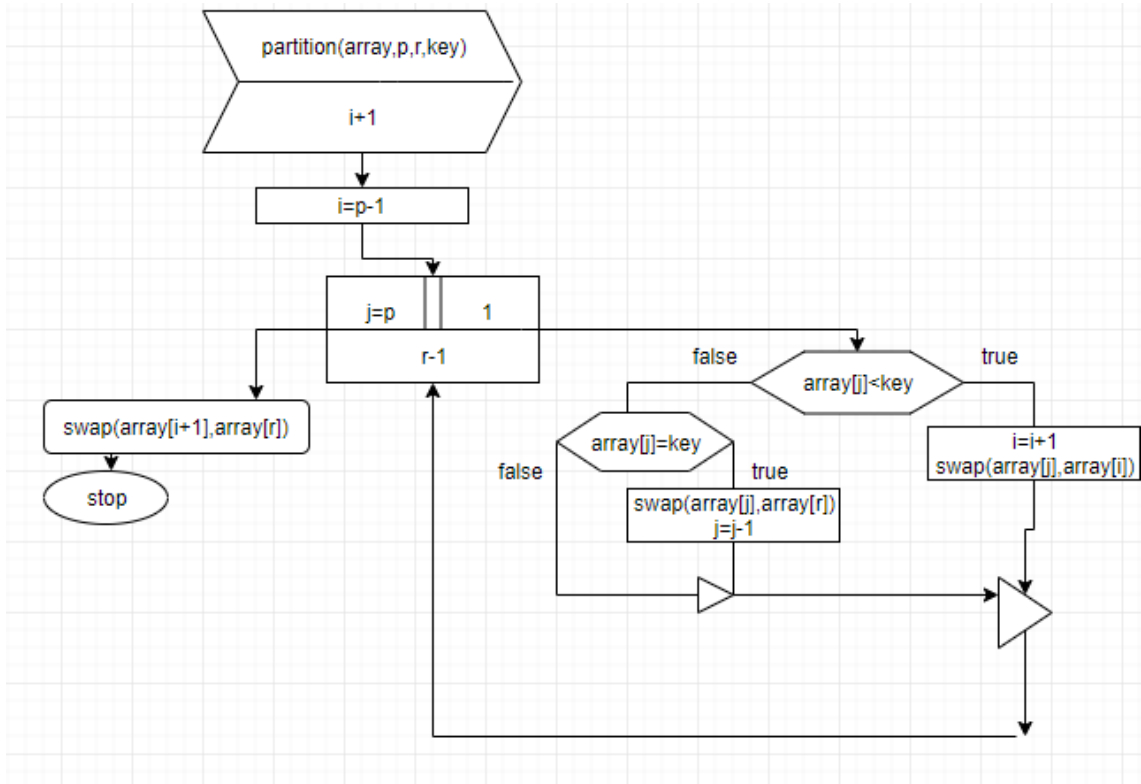 partition(array,p,r,key)
i+1
i=p-1
j=p
1
r-1
false
true
array[j]<key
swap(array[i+1],array[r])
stop
array[j]=key
false
true
i=i+1
swap(array[j],array[i])
swap(array[j],array[r])
j=j-1